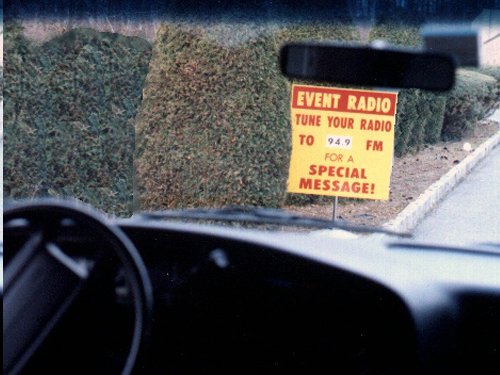 EVENT RADIO
TUNE YOUR RADIO
TO 94.9 FM
FOR A
SPECIAL
MESSAGE!